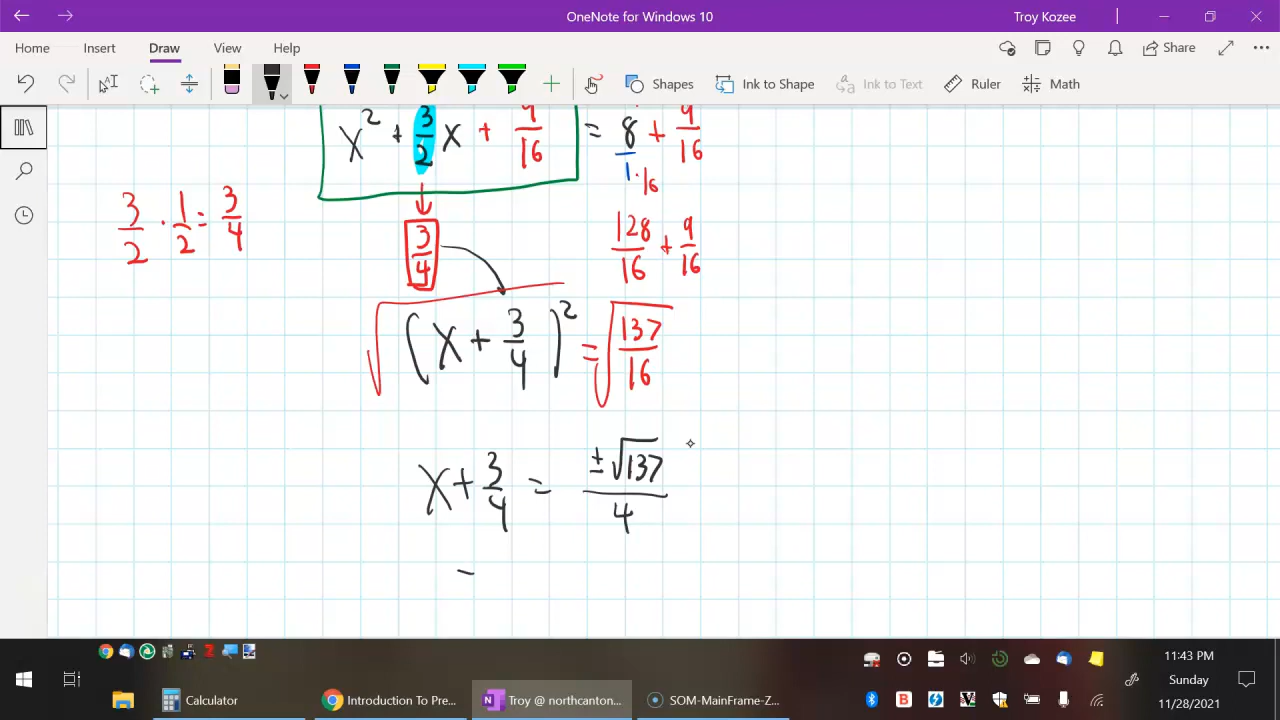 OneNote for Windows 10
Troy Kozee
Home Insert Draw View Help
Share
Shapes Ink to Shape Ink to Text Ruler Math
x² + 3/2 x + 9/16 = 8/1 + 9/16
· 16
3/2 · 1/2 = 3/4
3/4
128/16 + 9/16
√(x + 3/4)² = √137/16
x + 3/4 = ±√137/4
−
11:43 PM
Sunday
Calculator
Introduction To Pre...
Troy @ northcanton...
SOM-MainFrame-Z...
11/28/2021